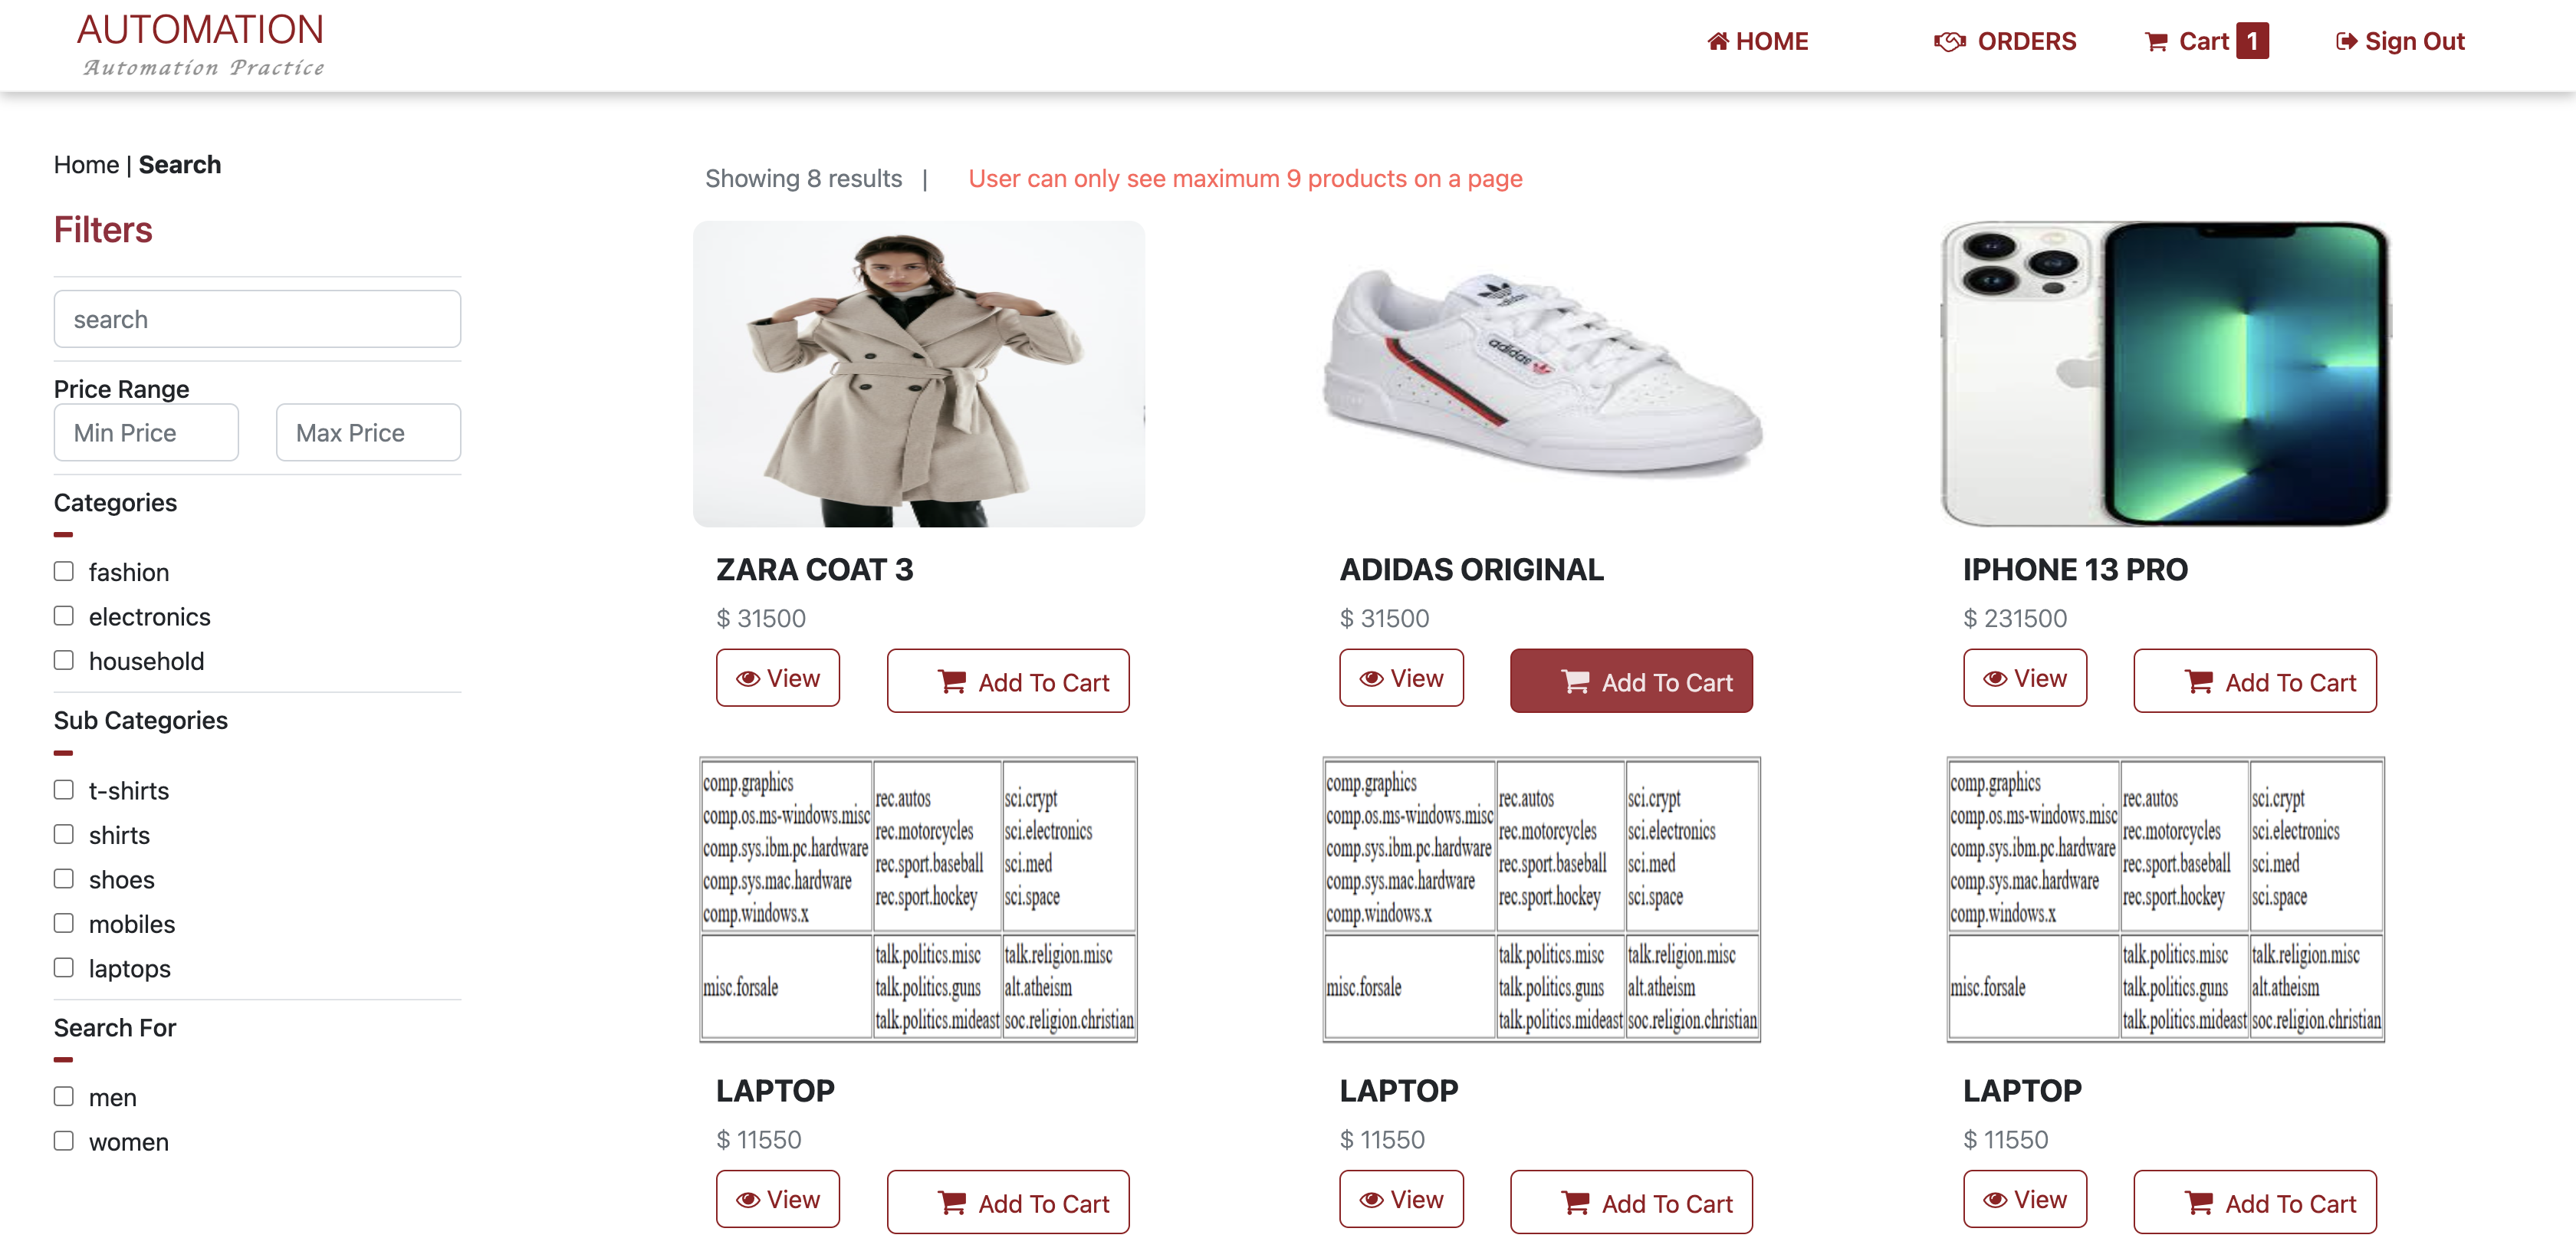 AUTOMATION
Automation Practice
HOME
ORDERS
Cart 1
Sign Out
Home | Search
Filters
search
Price Range
Min Price
Max Price
Categories
fashion
electronics
household
Sub Categories
t-shirts
shirts
shoes
mobiles
laptops
Search For
men
women
Showing 8 results |
User can only see maximum 9 products on a page
adidas
adidas
ZARA COAT 3
$ 31500
View
Add To Cart
ADIDAS ORIGINAL
$ 31500
View
Add To Cart
IPHONE 13 PRO
$ 231500
View
Add To Cart
comp.graphics
comp.os.ms-windows.misc
comp.sys.ibm.pc.hardware
comp.sys.mac.hardware
comp.windows.x
rec.autos
rec.motorcycles
rec.sport.baseball
rec.sport.hockey
sci.crypt
sci.electronics
sci.med
sci.space
misc.forsale
talk.politics.misc
talk.politics.guns
talk.politics.mideast
talk.religion.misc
alt.atheism
soc.religion.christian
LAPTOP
$ 11550
View
Add To Cart
comp.graphics
comp.os.ms-windows.misc
comp.sys.ibm.pc.hardware
comp.sys.mac.hardware
comp.windows.x
rec.autos
rec.motorcycles
rec.sport.baseball
rec.sport.hockey
sci.crypt
sci.electronics
sci.med
sci.space
misc.forsale
talk.politics.misc
talk.politics.guns
talk.politics.mideast
talk.religion.misc
alt.atheism
soc.religion.christian
LAPTOP
$ 11550
View
Add To Cart
comp.graphics
comp.os.ms-windows.misc
comp.sys.ibm.pc.hardware
comp.sys.mac.hardware
comp.windows.x
rec.autos
rec.motorcycles
rec.sport.baseball
rec.sport.hockey
sci.crypt
sci.electronics
sci.med
sci.space
misc.forsale
talk.politics.misc
talk.politics.guns
talk.politics.mideast
talk.religion.misc
alt.atheism
soc.religion.christian
LAPTOP
$ 11550
View
Add To Cart